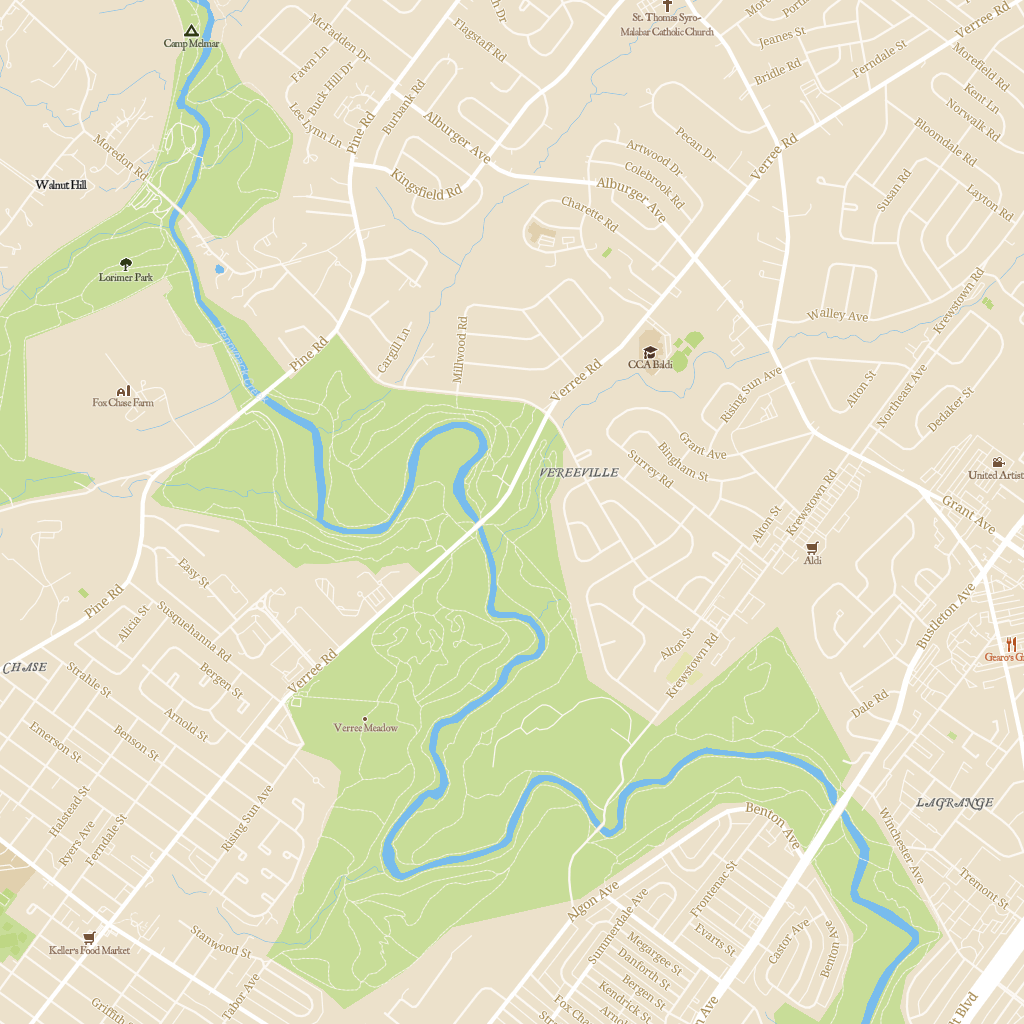 St. Thomas Syro-
Malabar Catholic Church
Camp Melmar
McFadden Dr
Fawn Ln
Buck Hill Dr
Lee Lynn Ln
Flagstaff Rd
Burbank Rd
Pine Rd
Alburger Ave
Kingsfield Rd
Jeanes St
Bridle Rd
Ferndale St
Verree Rd
Morefield Rd
Kent Ln
Norwalk Rd
Bloomdale Rd
Layton Rd
Susan Rd
Pecan Dr
Verree Rd
Artwood Dr
Colebrook Rd
Alburger Ave
Charette Rd
Moredon Rd
Walnut Hill
Lorimer Park
Pine Rd
Cargill Ln
Millwood Rd
Verree Rd
CCA Baldi
Walley Ave
Krewstown Rd
Rising Sun Ave
Alton St
Northeast Ave
Dedaker St
Fox Chase Farm
VEREEVILLE
Grant Ave
Bingham St
Surrey Rd
United Artist
Grant Ave
Krewstown Rd
Alton St
Aldi
Bustleton Ave
Easy St
Pine Rd
Alicia St
Susquehanna Rd
Bergen St
CHASE
Strahle St
Verree Rd
Arnold St
Benson St
Emerson St
Verree Meadow
Alton St
Krewstown Rd
Dale Rd
Gearo's G
LAGRANGE
Halstead St
Ryers Ave
Ferndale St
Rising Sun Ave
Benton Ave
Winchester Ave
Tremont St
Algon Ave
Frontenac St
Summerdale Ave
Evarts St
Castor Ave
Benton Ave
Megargee St
Danforth St
Bergen St
Kendrick St
Keller's Food Market
Stanwood St
Tabor Ave